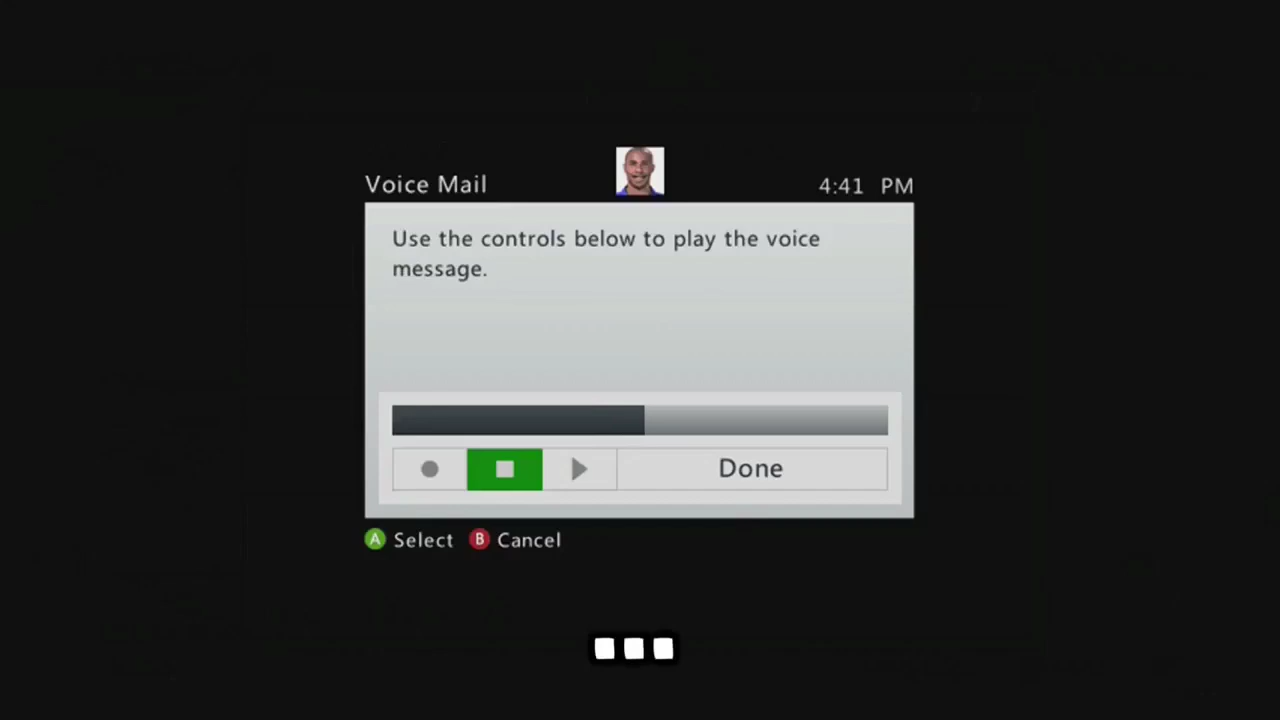 Voice Mail
4:41 PM
Use the controls below to play the voice
message.
Done
A Select B Cancel
...